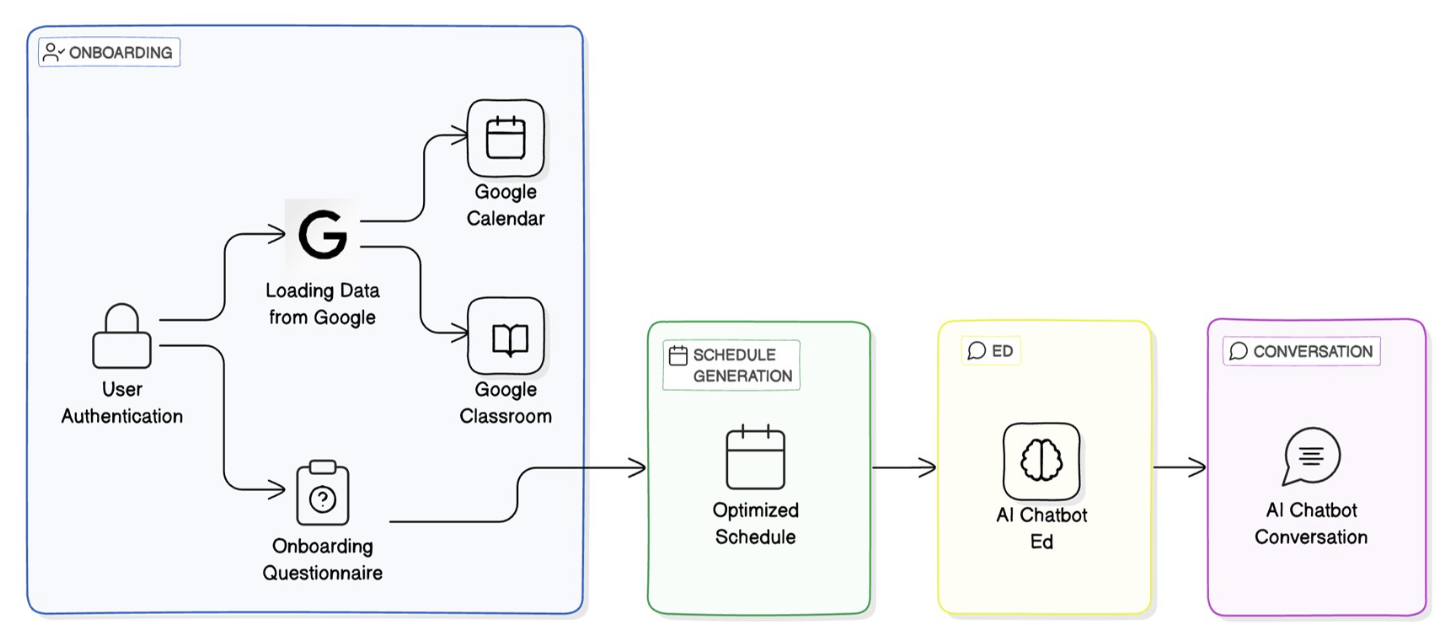 ONBOARDING
Google
Calendar
G
Loading Data
from Google
User
Authentication
Google
Classroom
?
Onboarding
Questionnaire
SCHEDULE
GENERATION
Optimized
Schedule
ED
AI Chatbot
Ed
CONVERSATION
AI Chatbot
Conversation